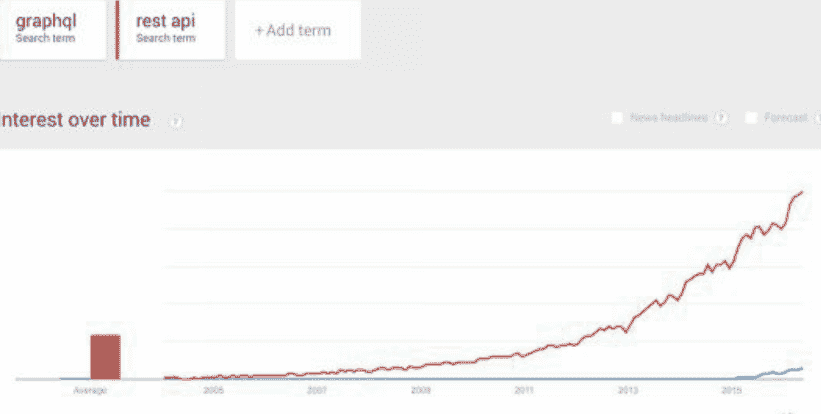 graphql
Search term
rest api
Search term
+ Add term
nterest over time
?
News headlines
?
Forecast
Average
2005
2007
2009
2011
2013
2015